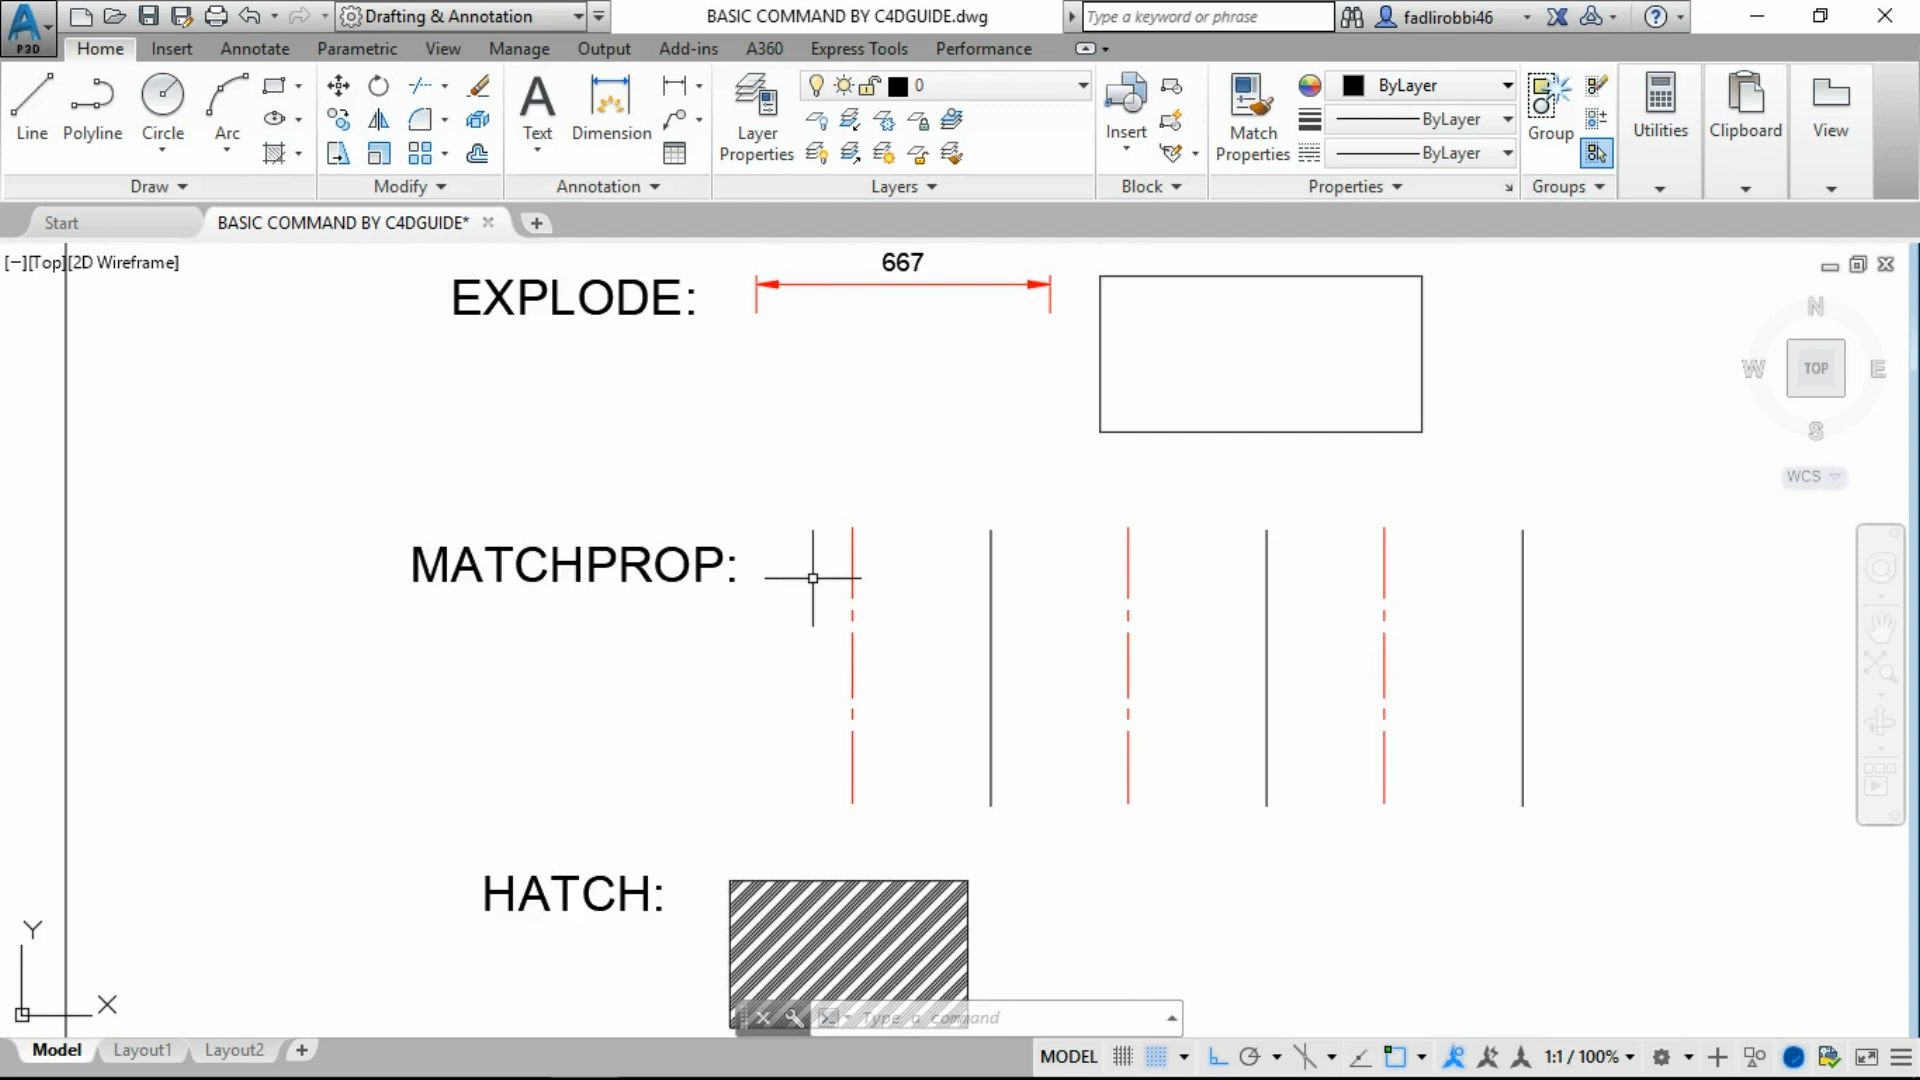 Drafting & Annotation
BASIC COMMAND BY C4DGUIDE.dwg
Type a keyword or phrase
fadlirobbi46
P3D
Home Insert Annotate Parametric View Manage Output Add-ins A360 Express Tools Performance
0
ByLayer
ByLayer
ByLayer
Line Polyline Circle Arc
Text Dimension
Layer Properties
Insert
Match Properties
Group
Utilities
Clipboard
View
Draw Modify Annotation Layers Block Properties Groups
Start
BASIC COMMAND BY C4DGUIDE*
[−][Top][2D Wireframe]
667
EXPLODE:
N
W TOP E
S
WCS
MATCHPROP:
HATCH:
Y
X
Type a command
Model Layout1 Layout2
MODEL
1:1 / 100%